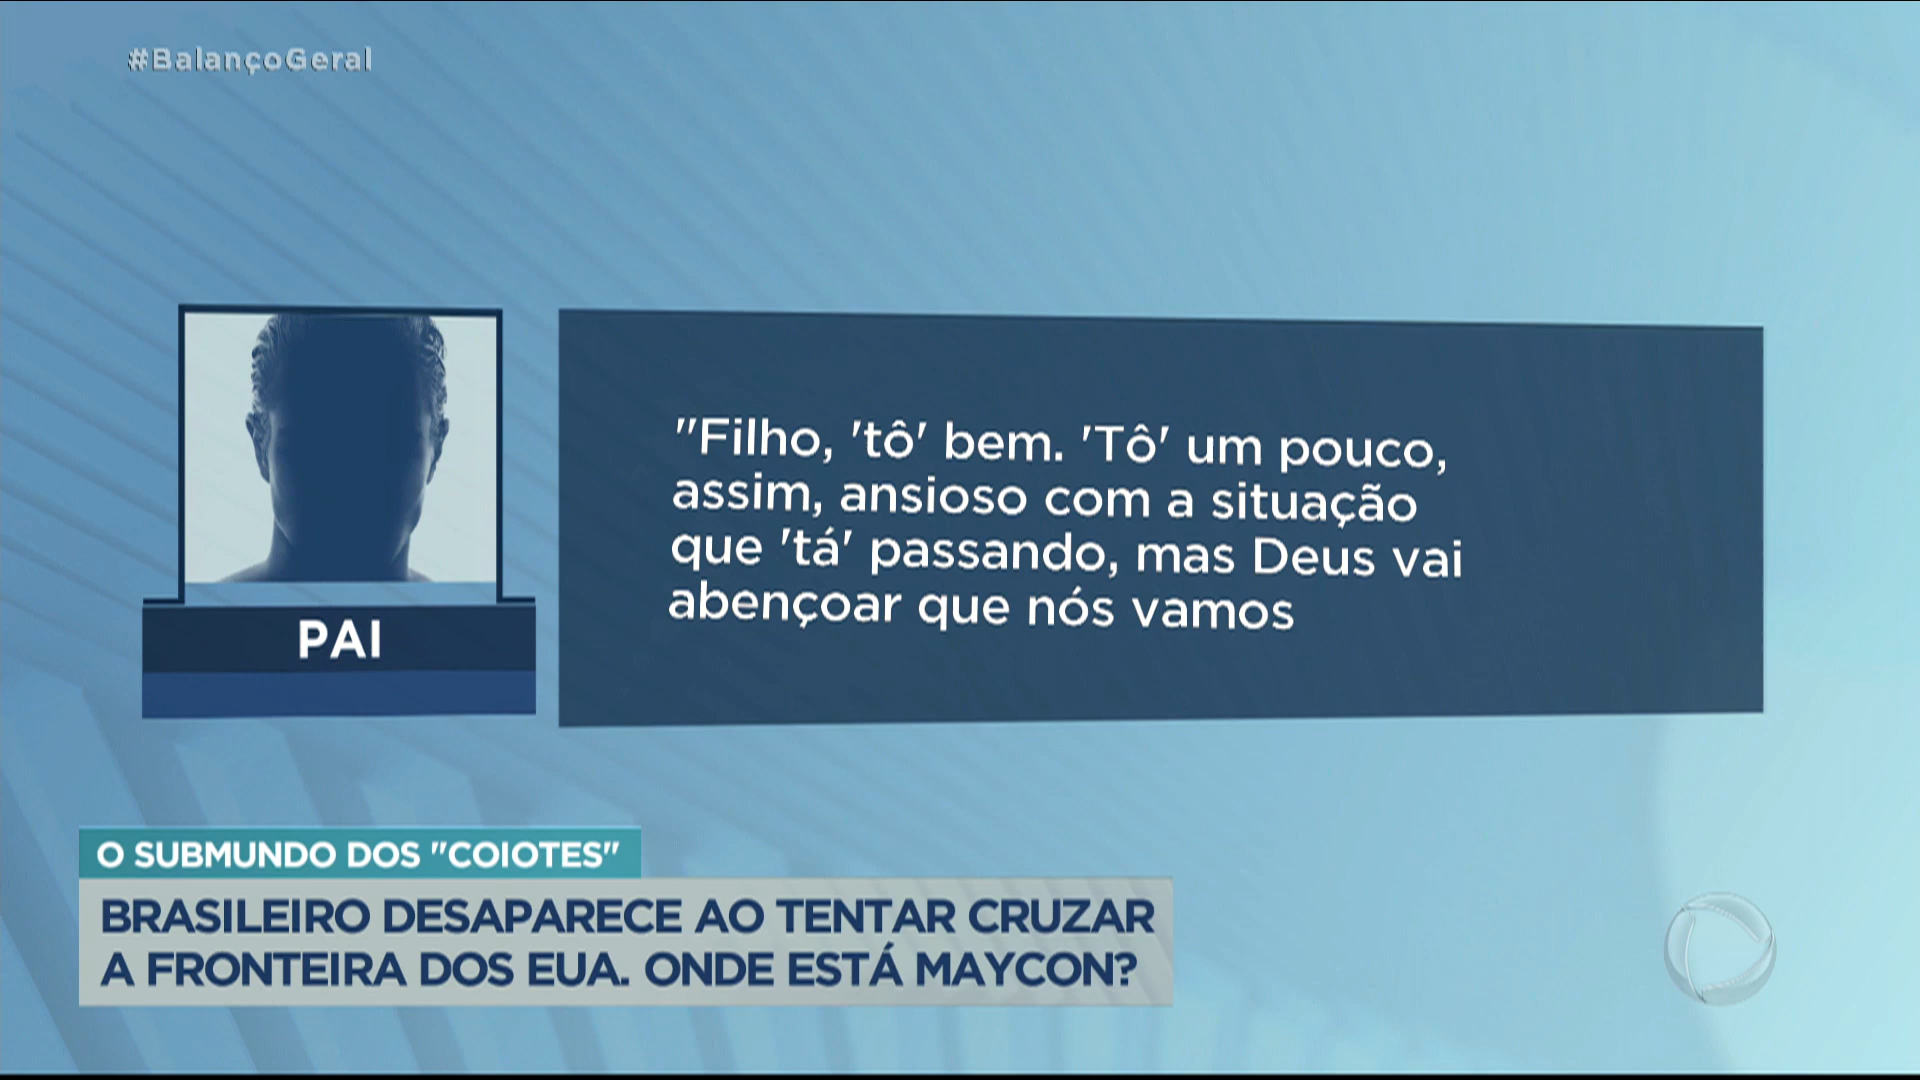 #BalançoGeral
"Filho, 'tô' bem. 'Tô' um pouco,
assim, ansioso com a situação
que 'tá' passando, mas Deus vai
abençoar que nós vamos
PAI
O SUBMUNDO DOS "COIOTES"
BRASILEIRO DESAPARECE AO TENTAR CRUZAR
A FRONTEIRA DOS EUA. ONDE ESTÁ MAYCON?